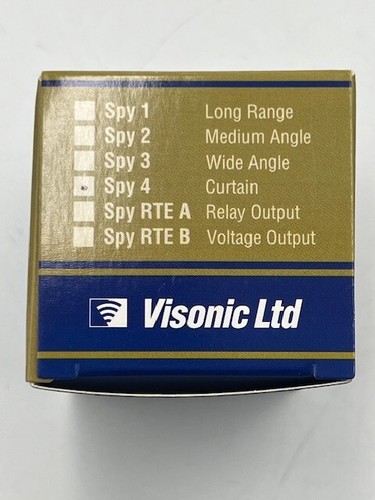 Spy 1 Long Range
Spy 2 Medium Angle
Spy 3 Wide Angle
Spy 4 Curtain
Spy RTE A Relay Output
Spy RTE B Voltage Output
Visonic Ltd